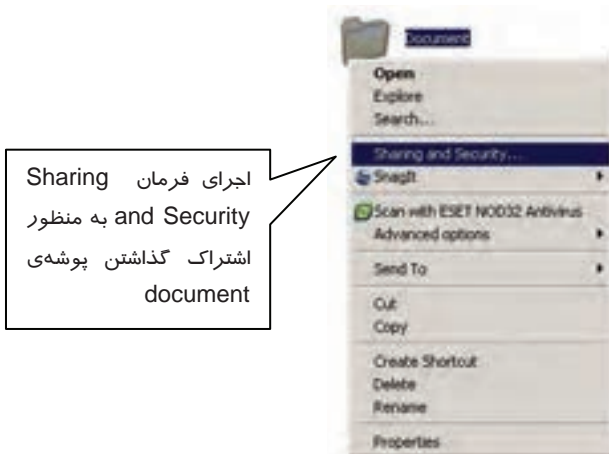 Document
Open
Explore
Search...
Sharing and Security...
SnagIt
Scan with ESET NOD32 Antivirus
Advanced options
Send To
Cut
Copy
Create Shortcut
Delete
Rename
Properties
اجرای فرمان Sharing
and Security به منظور
اشتراک گذاشتن پوشه‌ی
document